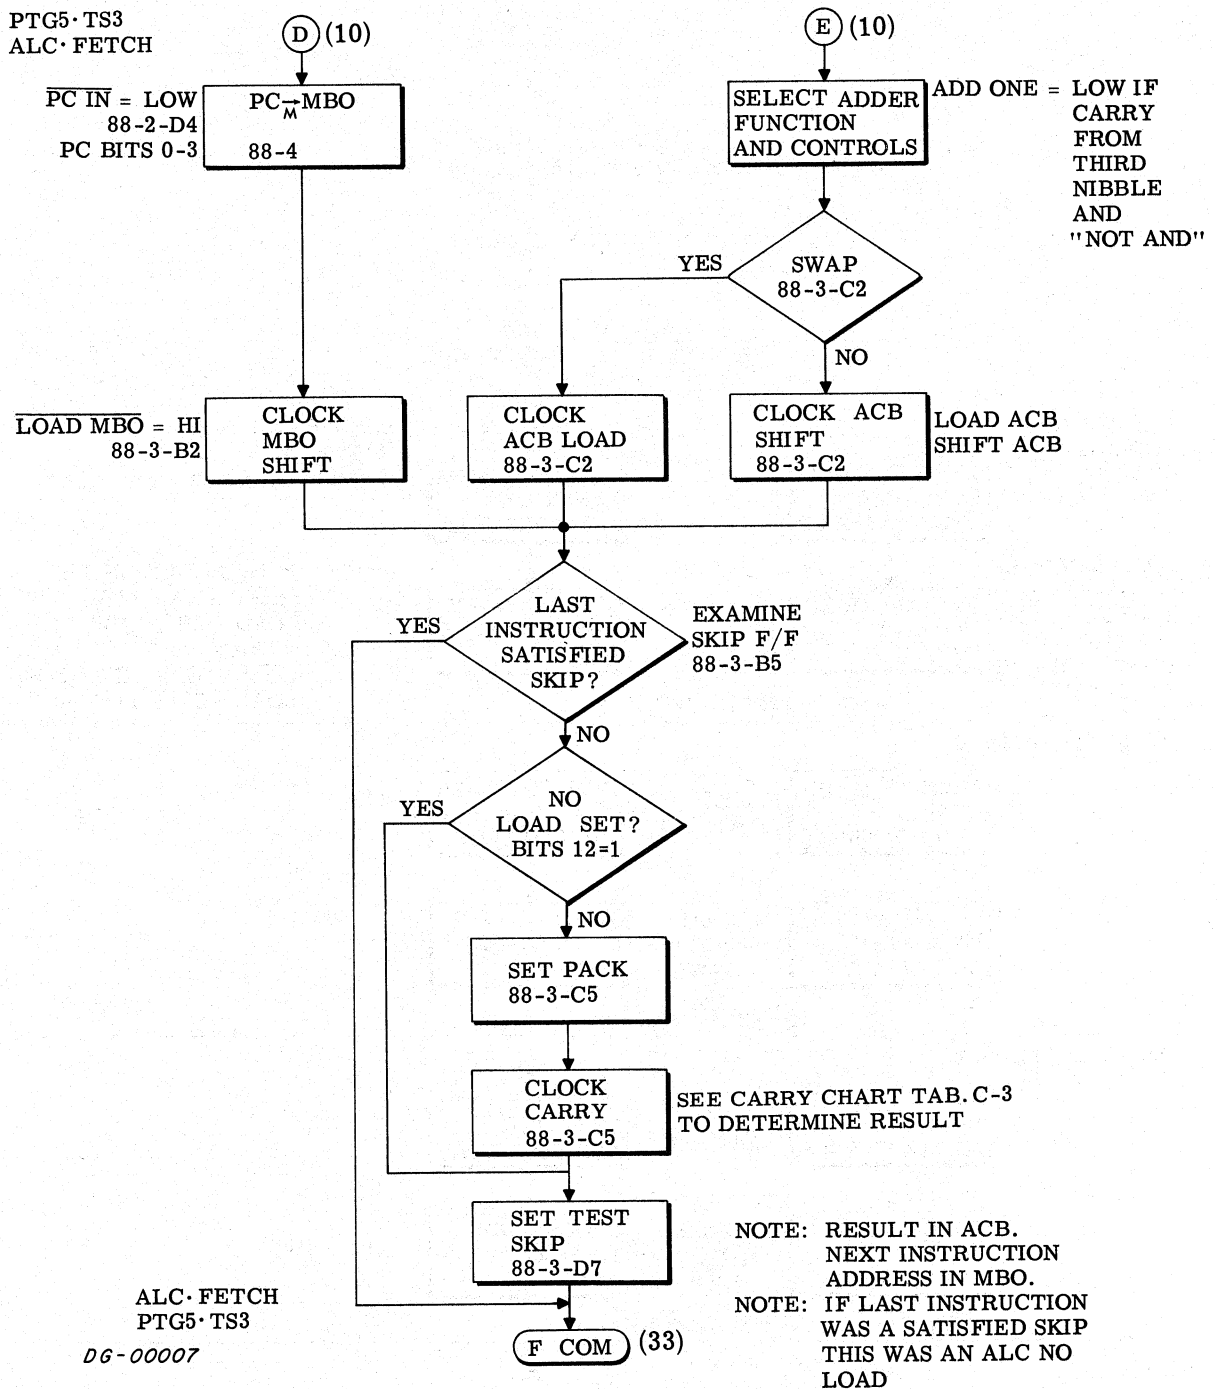 PTG5·TS3
ALC·FETCH
D (10)
E (10)
PC IN = LOW
88-2-D4
PC BITS 0-3
PC→MBO
M
88-4
SELECT ADDER
FUNCTION
AND CONTROLS
ADD ONE = LOW IF
CARRY
FROM
THIRD
NIBBLE
AND
"NOT AND"
YES
SWAP
88-3-C2
NO
LOAD MBO = HI
88-3-B2
CLOCK
MBO
SHIFT
CLOCK
ACB LOAD
88-3-C2
CLOCK ACB
SHIFT
88-3-C2
LOAD ACB
SHIFT ACB
YES
LAST
INSTRUCTION
SATISFIED
SKIP?
EXAMINE
SKIP F/F
88-3-B5
NO
YES
NO
LOAD SET?
BITS 12=1
NO
SET PACK
88-3-C5
CLOCK
CARRY
88-3-C5
SEE CARRY CHART TAB. C-3
TO DETERMINE RESULT
SET TEST
SKIP
88-3-D7
NOTE: RESULT IN ACB.
NEXT INSTRUCTION
ADDRESS IN MBO.
NOTE: IF LAST INSTRUCTION
WAS A SATISFIED SKIP
THIS WAS AN ALC NO
LOAD
ALC·FETCH
PTG5·TS3
DG-00007
F COM (33)